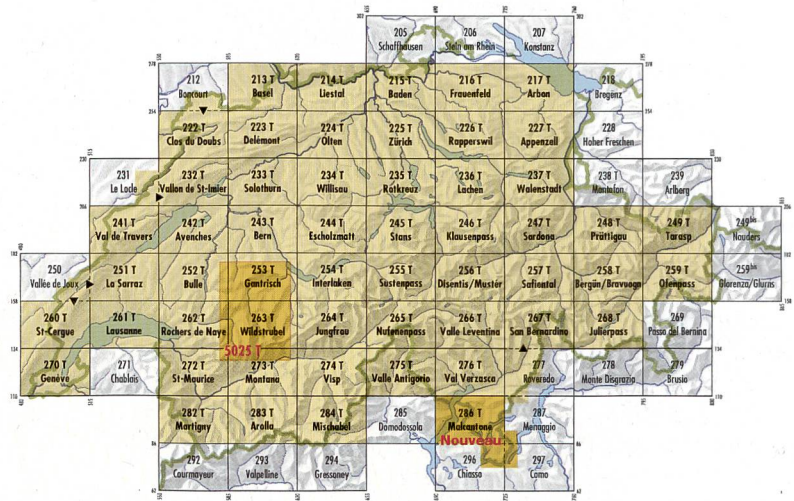 302
655
690
735
302
205
Schaffhausen
206
Stein am Rhein
207
Konstanz
212
Boncourt
213 T
Basel
214 T
Liestal
215 T
Baden
216 T
Frauenfeld
217 T
Arbon
218
Bregenz
222 T
Clos du Doubs
223 T
Delémont
224 T
Olten
225 T
Zürich
226 T
Rapperswil
227 T
Appenzell
228
Hoher Freschen
231
Le Locle
232 T
Vallon de St-Imier
233 T
Solothurn
234 T
Willisau
235 T
Rotkreuz
236 T
Lachen
237 T
Walenstadt
238 T
Montafon
239
Arlberg
241 T
Val de Travers
242 T
Avenches
243 T
Bern
244 T
Escholzmatt
245 T
Stans
246 T
Klausenpass
247 T
Sardona
248 T
Prättigau
249 T
Tarasp
249bis
Nauders
250
Vallée de Joux
251 T
La Sarraz
252 T
Bulle
253 T
Gantrisch
254 T
Interlaken
255 T
Sustenpass
256 T
Disentis/Mustér
257 T
Safiental
258 T
Bergün/Bravuogn
259 T
Ofenpass
259bis
Glorenza/Glurns
260 T
St-Cergue
261 T
Lausanne
262 T
Rochers de Naye
263 T
Wildstrubel
264 T
Jungfrau
265 T
Nufenenpass
266 T
Valle Leventina
267 T
San Bernardino
268 T
Julierpass
269
Passo del Bernina
5025 T
270 T
Genève
271
Chablais
272 T
St-Maurice
273 T
Montana
274 T
Visp
275 T
Valle Antigorio
276 T
Val Verzasca
277
Roveredo
278
Monte Disgrazia
279
Brusio
282 T
Martigny
283 T
Arolla
284 T
Mischabel
285
Domodossola
286 T
Malcantone
287
Menaggio
Nouveau
292
Courmayeur
293
Valpelline
294
Gressoney
296
Chiasso
297
Como